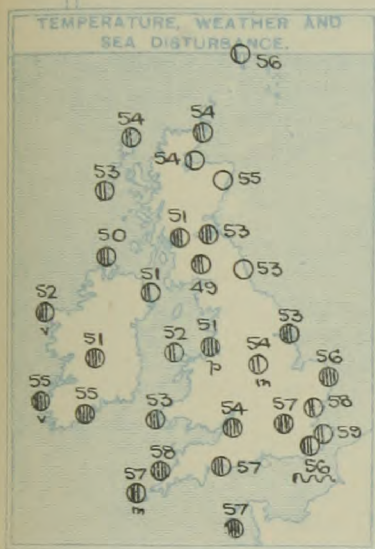 TEMPERATURE, WEATHER AND
SEA DISTURBANCE.
56
54 54
54
55
53
51 53
50
49 53
51
52
v
53
51 52 51
p
54
m
56
55
v
55
53 54 57 58
59
58 57 56
57
m
57